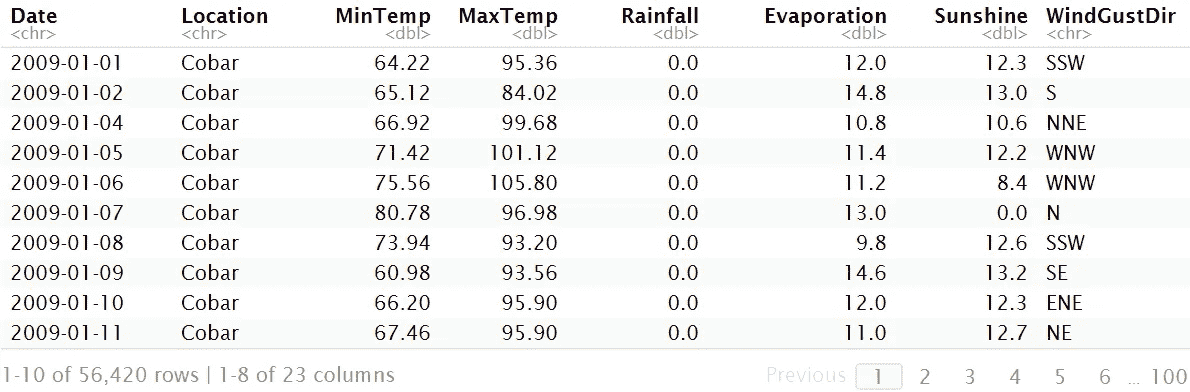 Date Location MinTemp MaxTemp Rainfall Evaporation Sunshine WindGustDir
<chr> <chr> <dbl> <dbl> <dbl> <dbl> <dbl> <chr>
2009-01-01 Cobar 64.22 95.36 0.0 12.0 12.3 SSW
2009-01-02 Cobar 65.12 84.02 0.0 14.8 13.0 S
2009-01-04 Cobar 66.92 99.68 0.0 10.8 10.6 NNE
2009-01-05 Cobar 71.42 101.12 0.0 11.4 12.2 WNW
2009-01-06 Cobar 75.56 105.80 0.0 11.2 8.4 WNW
2009-01-07 Cobar 80.78 96.98 0.0 13.0 0.0 N
2009-01-08 Cobar 73.94 93.20 0.0 9.8 12.6 SSW
2009-01-09 Cobar 60.98 93.56 0.0 14.6 13.2 SE
2009-01-10 Cobar 66.20 95.90 0.0 12.0 12.3 ENE
2009-01-11 Cobar 67.46 95.90 0.0 11.0 12.7 NE
1-10 of 56,420 rows | 1-8 of 23 columns Previous 1 2 3 4 5 6 ... 100